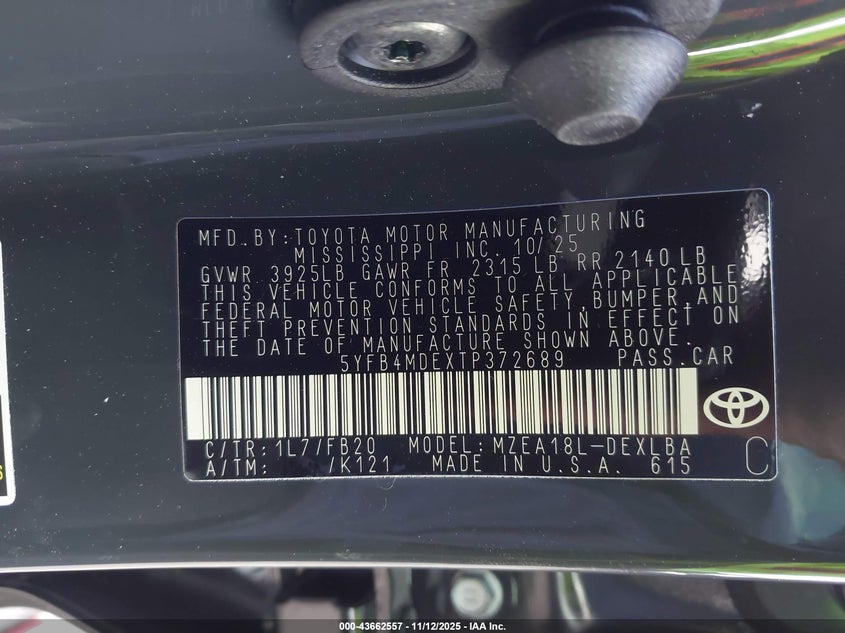 MFD. BY: TOYOTA MOTOR MANUFACTURING
MISSISSIPPI INC. 10/25
GVWR 3925LB GAWR FR 2315 LB RR 2140 LB
THIS VEHICLE CONFORMS TO ALL APPLICABLE
FEDERAL MOTOR VEHICLE SAFETY, BUMPER, AND
THEFT PREVENTION STANDARDS IN EFFECT ON
THE DATE OF MANUFACTURE SHOWN ABOVE.
5YFB4MDEXTP372689 PASS. CAR
C/TR: 1L7/FB20 MODEL: MZEA18L-DEXLBA
A/TM: /K121 MADE IN U.S.A. 615
C
000-43662557 - 11/12/2025 - IAA Inc.